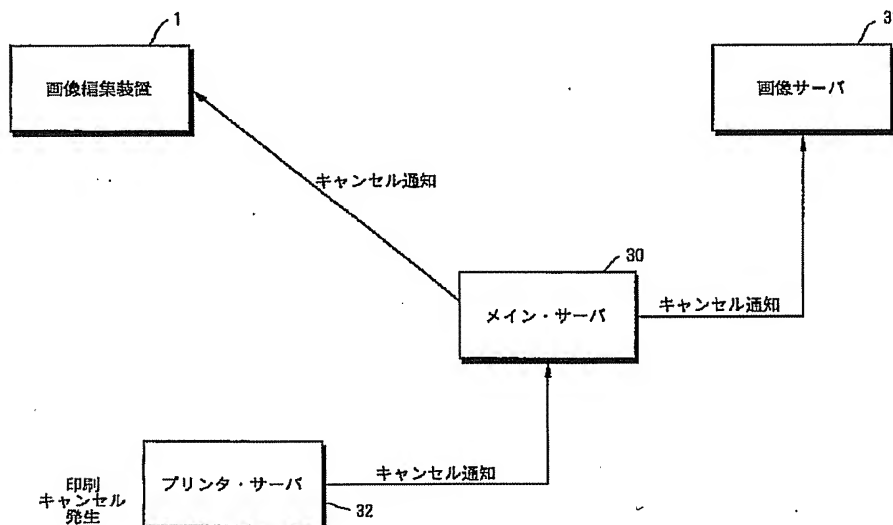 1
画像編集装置
3
画像サーバ
キャンセル通知
30
メイン・サーバ
キャンセル通知
プリンタ・サーバ
キャンセル通知
32
印刷
キャンセル
発生